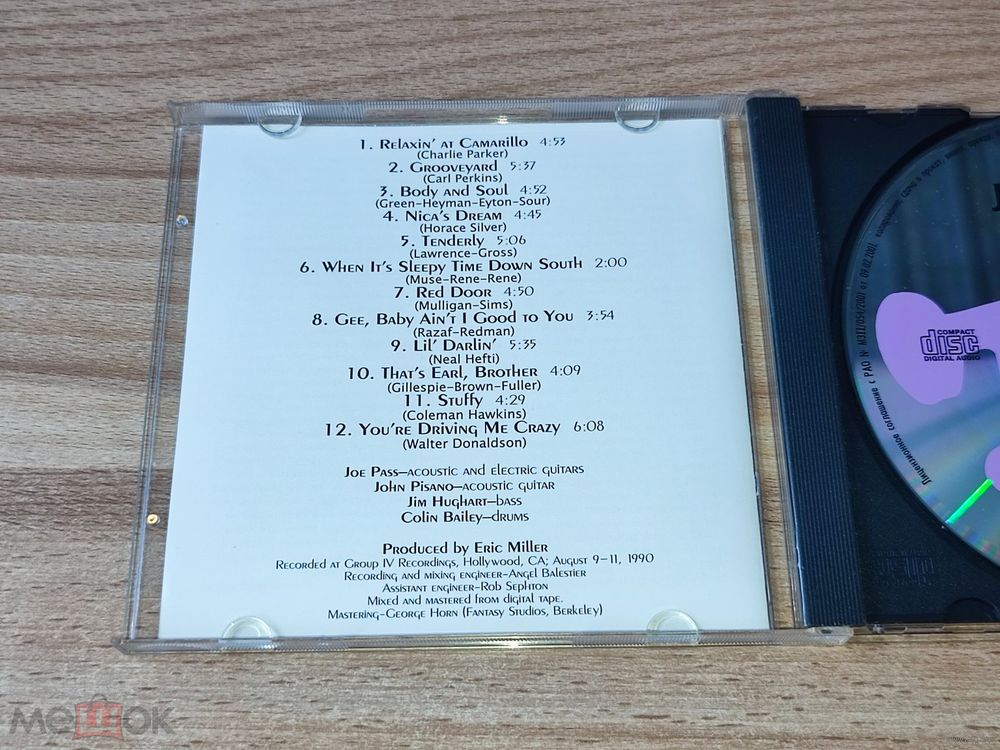 1. Relaxin' at Camarillo 4:53
(Charlie Parker)
2. Grooveyard 5:37
(Carl Perkins)
3. Body and Soul 4:52
(Green-Heyman-Eyton-Sour)
4. Nica's Dream 4:45
(Horace Silver)
5. Tenderly 5:06
(Lawrence-Gross)
6. When It's Sleepy Time Down South 2:00
(Muse-Rene-Rene)
7. Red Door 4:50
(Mulligan-Sims)
8. Gee, Baby Ain't I Good to You 3:54
(Razaf-Redman)
9. Lil' Darlin' 5:35
(Neal Hefti)
10. That's Earl, Brother 4:09
(Gillespie-Brown-Fuller)
11. Stuffy 4:29
(Coleman Hawkins)
12. You're Driving Me Crazy 6:08
(Walter Donaldson)
Joe Pass—acoustic and electric guitars
John Pisano—acoustic guitar
Jim Hughart—bass
Colin Bailey—drums
Produced by Eric Miller
Recorded at Group IV Recordings, Hollywood, CA; August 9-11, 1990
Recording and mixing engineer-Angel Balestier
Assistant engineer-Rob Sephton
Mixed and mastered from digital tape.
Mastering-George Horn (Fantasy Studios, Berkeley)
COMPACT
disc
DIGITAL AUDIO
Лицензионное соглашение с РАО N: МЗ11/054/2001 от 09.02.2001.
мешок